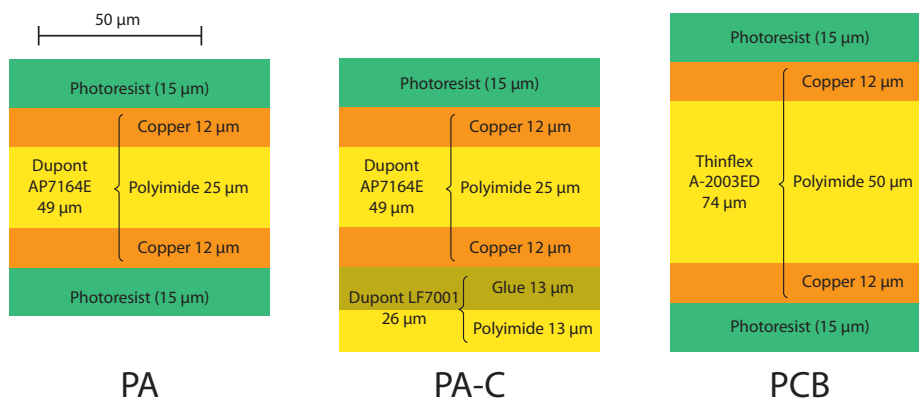 50 µm
Photoresist (15 µm)
Copper 12 µm
Dupont
AP7164E
49 µm
Polyimide 25 µm
Copper 12 µm
Photoresist (15 µm)
PA
Photoresist (15 µm)
Copper 12 µm
Dupont
AP7164E
49 µm
Polyimide 25 µm
Copper 12 µm
Dupont LF7001
26 µm
Glue 13 µm
Polyimide 13 µm
PA-C
Photoresist (15 µm)
Copper 12 µm
Thinflex
A-2003ED
74 µm
Polyimide 50 µm
Copper 12 µm
Photoresist (15 µm)
PCB